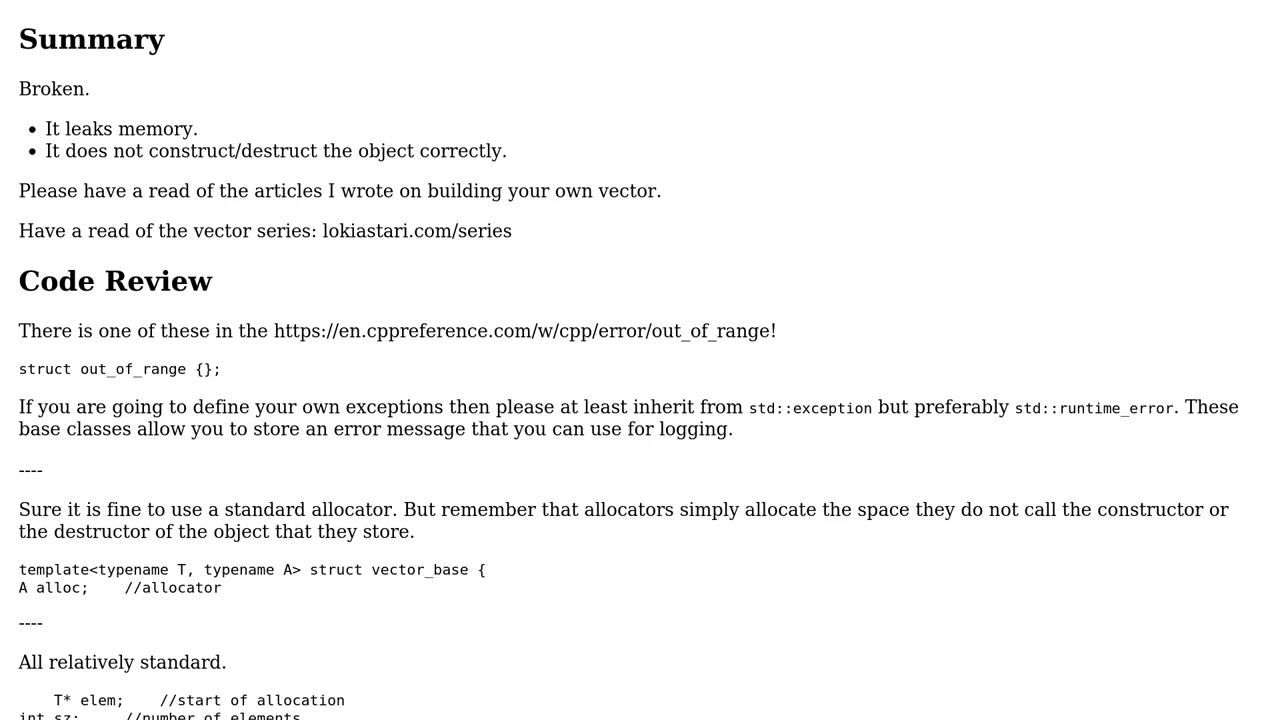 Summary
Broken.
• It leaks memory.
• It does not construct/destruct the object correctly.
Please have a read of the articles I wrote on building your own vector.
Have a read of the vector series: lokiastari.com/series
Code Review
There is one of these in the https://en.cppreference.com/w/cpp/error/out_of_range!
struct out_of_range {};
If you are going to define your own exceptions then please at least inherit from std::exception but preferably std::runtime_error. These
base classes allow you to store an error message that you can use for logging.
----
Sure it is fine to use a standard allocator. But remember that allocators simply allocate the space they do not call the constructor or
the destructor of the object that they store.
template<typename T, typename A> struct vector_base {
A alloc;    //allocator
----
All relatively standard.
    T* elem;    //start of allocation
int sz;     //number of elements